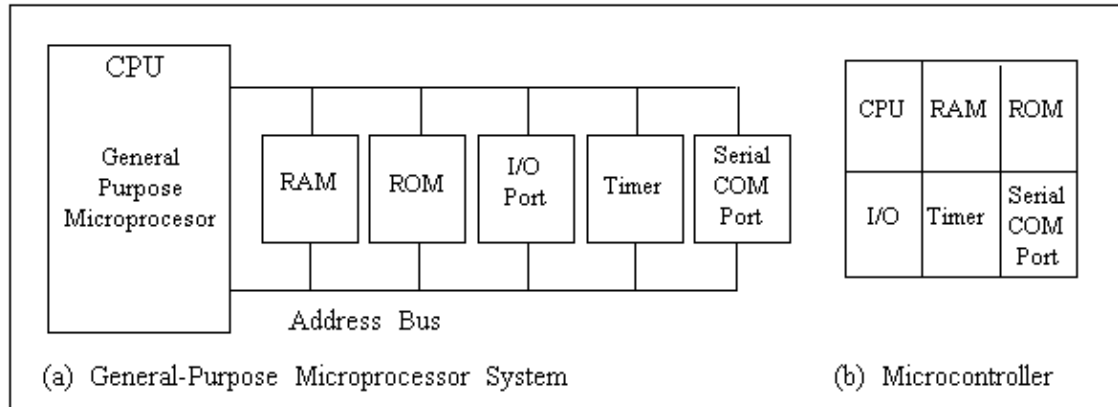 CPU
General
Purpose
Microprocesor
RAM
ROM
I/O
Port
Timer
Serial
COM
Port
Address Bus
(a) General-Purpose Microprocessor System
CPU
RAM
ROM
I/O
Timer
Serial
COM
Port
(b) Microcontroller